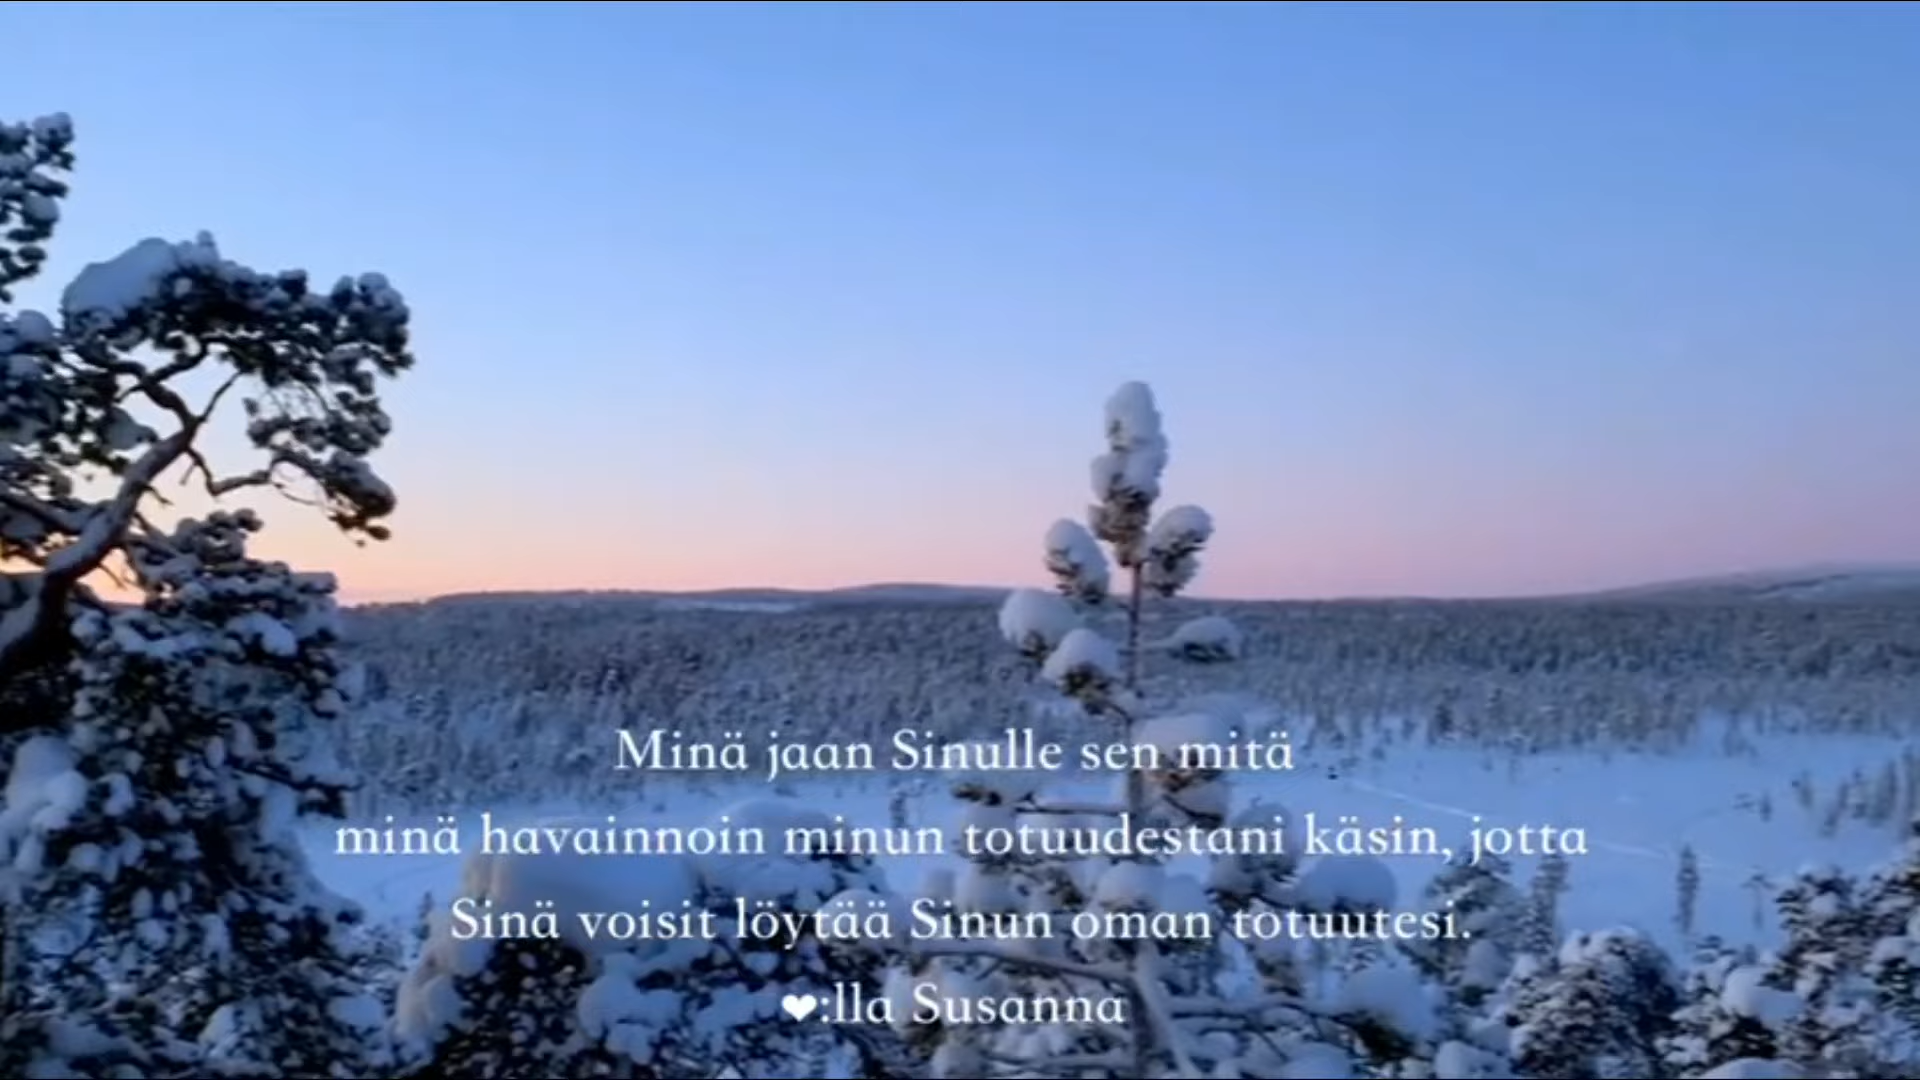 Minä jaan Sinulle sen mitä
minä havainnoin minun totuudestani käsin, jotta
Sinä voisit löytää Sinun oman totuutesi.
❤:lla Susanna